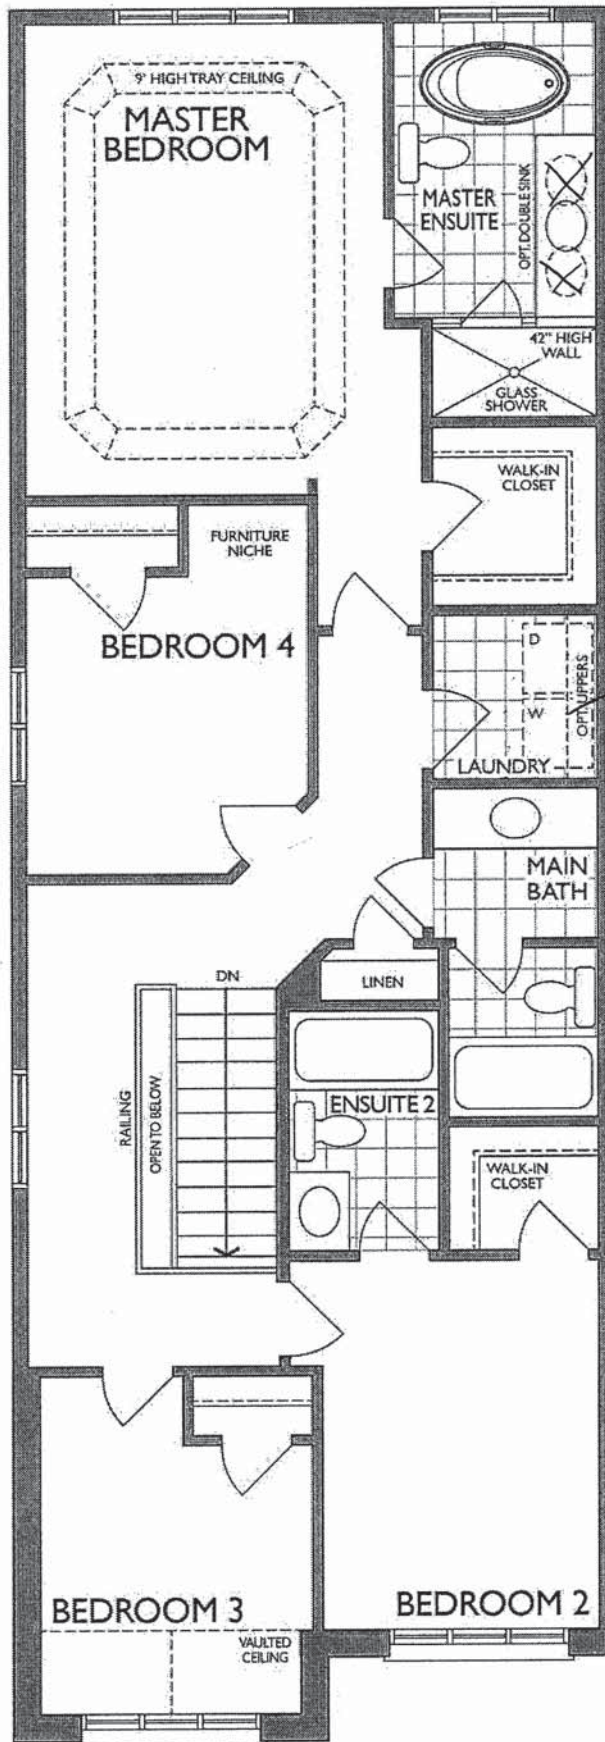 9' HIGH TRAY CEILING
MASTER
BEDROOM
MASTER
ENSUITE
OPT. DOUBLE SINK
42" HIGH
WALL
GLASS
SHOWER
WALK-IN
CLOSET
FURNITURE
NICHE
BEDROOM 4
D
W
OPT. UPPERS
LAUNDRY
MAIN
BATH
LINEN
DN
RAILING
OPEN TO BELOW
ENSUITE 2
WALK-IN
CLOSET
BEDROOM 3
VAULTED
CEILING
BEDROOM 2